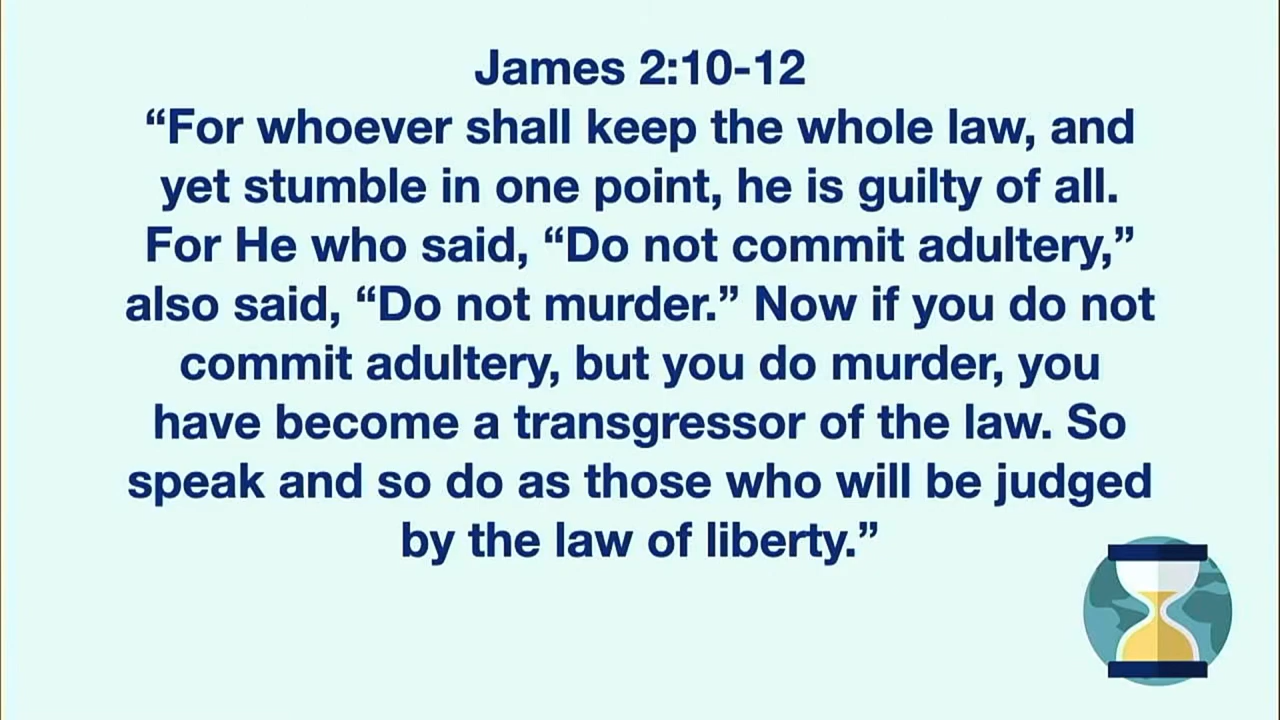 James 2:10-12
“For whoever shall keep the whole law, and
yet stumble in one point, he is guilty of all.
For He who said, “Do not commit adultery,”
also said, “Do not murder.” Now if you do not
commit adultery, but you do murder, you
have become a transgressor of the law. So
speak and so do as those who will be judged
by the law of liberty.”